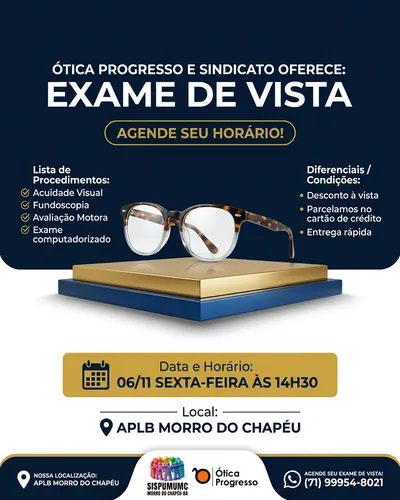 ÓTICA PROGRESSO E SINDICATO OFERECE:
EXAME DE VISTA
AGENDE SEU HORÁRIO!
Lista de
Procedimentos:
Acuidade Visual
Fundoscopia
Avaliação Motora
Exame
computadorizado
Diferenciais /
Condições:
Desconto à vista
Parcelamos no
cartão de crédito
Entrega rápida
Data e Horário:
06/11 SEXTA-FEIRA ÀS 14H30
Local:
APLB MORRO DO CHAPÉU
NOSSA LOCALIZAÇÃO:
APLB MORRO DO CHAPÉU
SISPUMUMC
MORRO DO CHAPÉU-BA
Ótica
Progresso
AGENDE SEU EXAME DE VISTA!
(71) 99954-8021